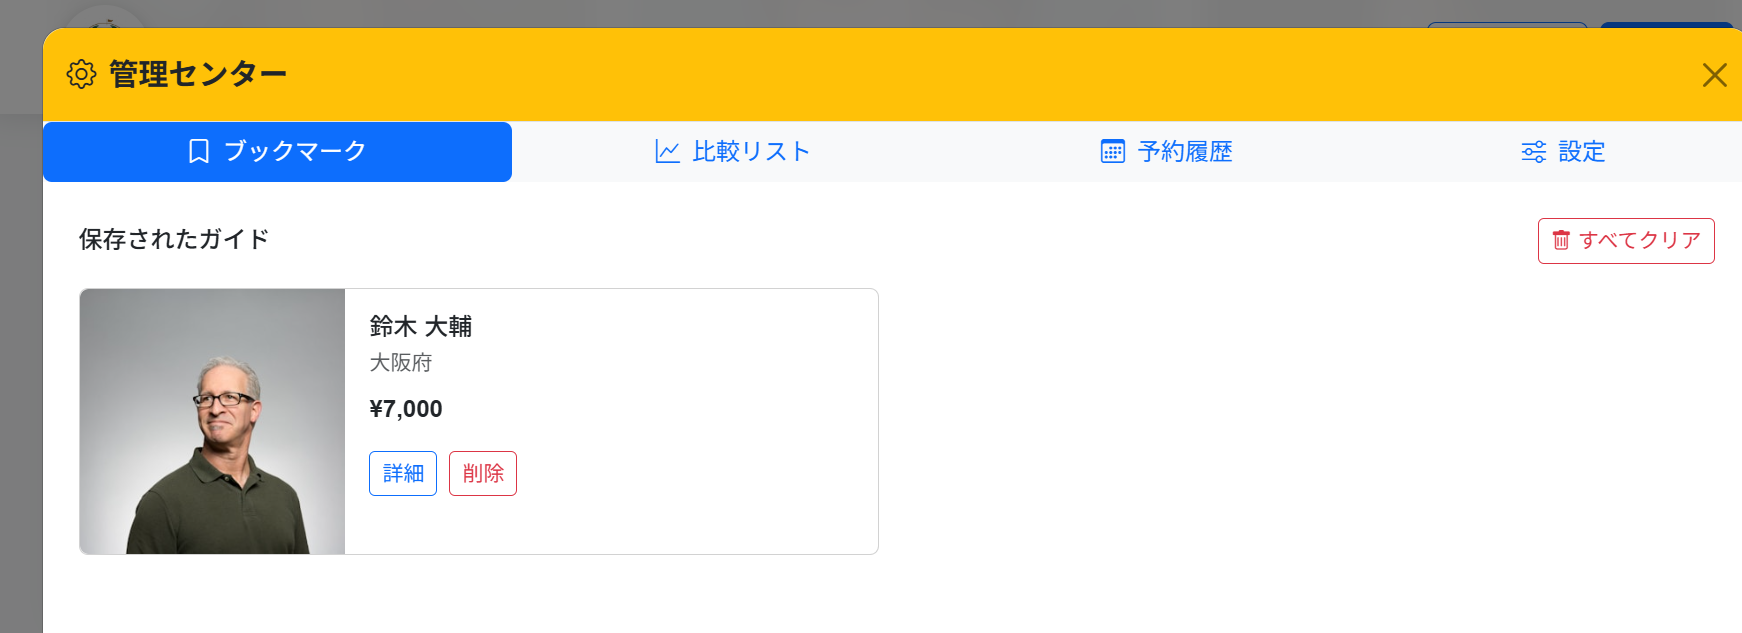 管理センター
ブックマーク
比較リスト
予約履歴
設定
保存されたガイド
すべてクリア
鈴木 大輔
大阪府
¥7,000
詳細
削除